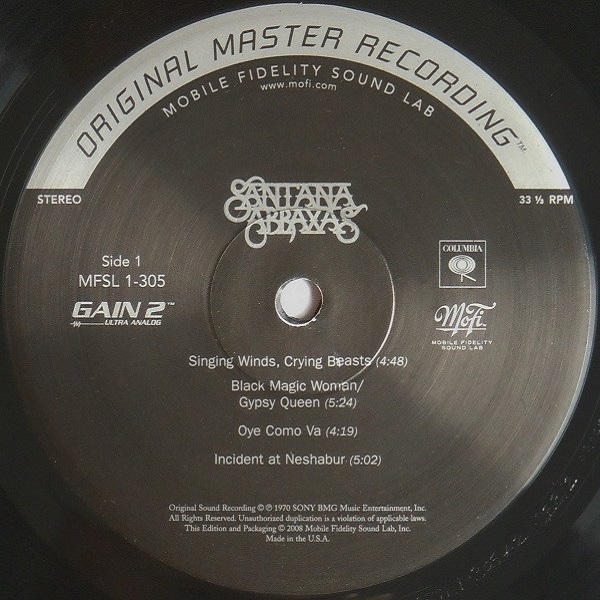 ORIGINAL MASTER RECORDING™
MOBILE FIDELITY SOUND LAB
www.mofi.com
STEREO
33 ⅓ RPM
SANTANA
ABRAXAS
Side 1
MFSL 1-305
GAIN 2™
ULTRA ANALOG
COLUMBIA
MoFi
MOBILE FIDELITY
SOUND LAB
Singing Winds, Crying Beasts (4:48)
Black Magic Woman/
Gypsy Queen (5:24)
Oye Como Va (4:19)
Incident at Neshabur (5:02)
Original Sound Recording © ℗ 1970 SONY BMG Music Entertainment, Inc.
All Rights Reserved. Unauthorized duplication is a violation of applicable laws.
This Edition and Packaging © 2008 Mobile Fidelity Sound Lab, Inc.
Made in the U.S.A.